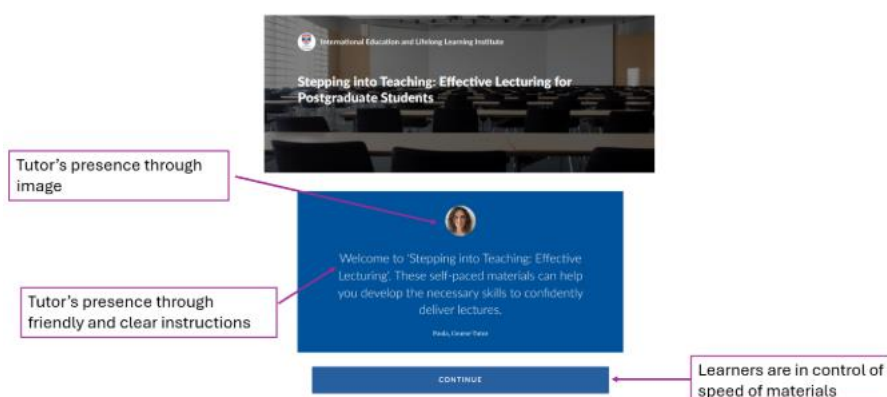 International Education and Lifelong Learning Institute
Stepping into Teaching: Effective Lecturing for
Postgraduate Students
Tutor's presence through
image
Welcome to 'Stepping into Teaching: Effective
Lecturing'. These self-paced materials can help
you develop the necessary skills to confidently
deliver lectures.
Tutor's presence through
friendly and clear instructions
Paula, Course Tutor
CONTINUE
Learners are in control of
speed of materials